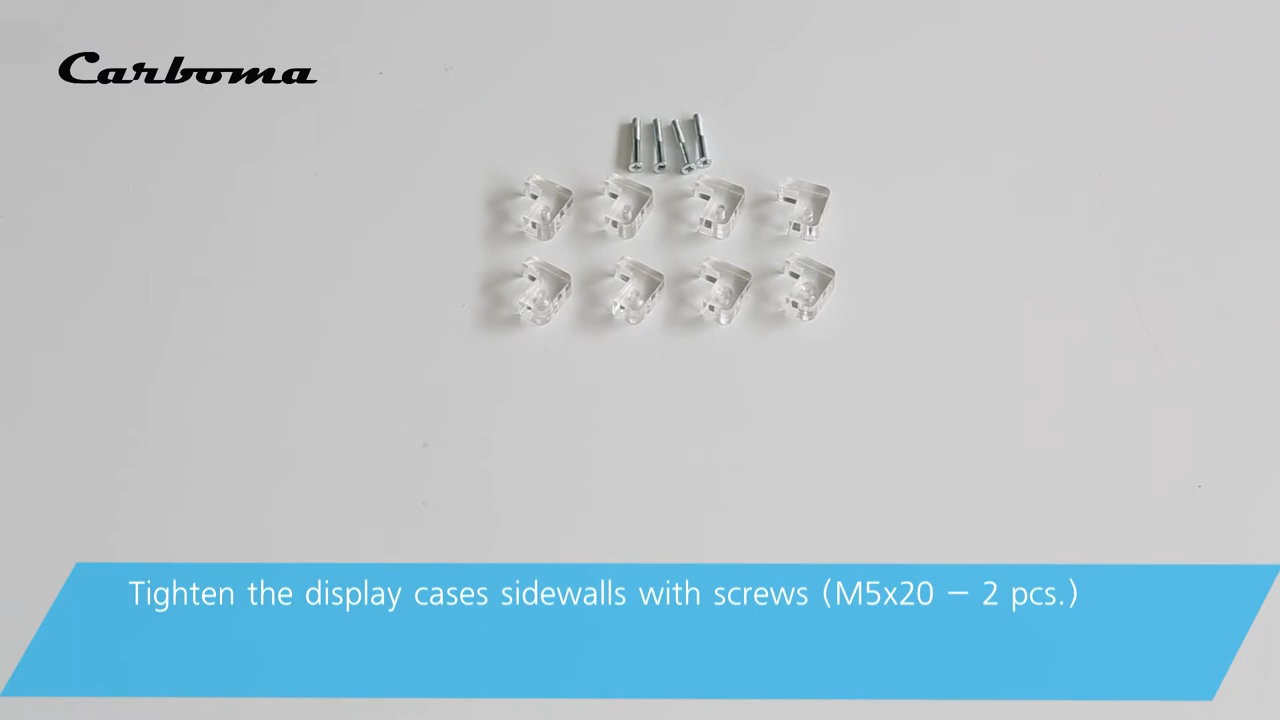 Carboma
Tighten the display cases sidewalls with screws (M5x20 – 2 pcs.)